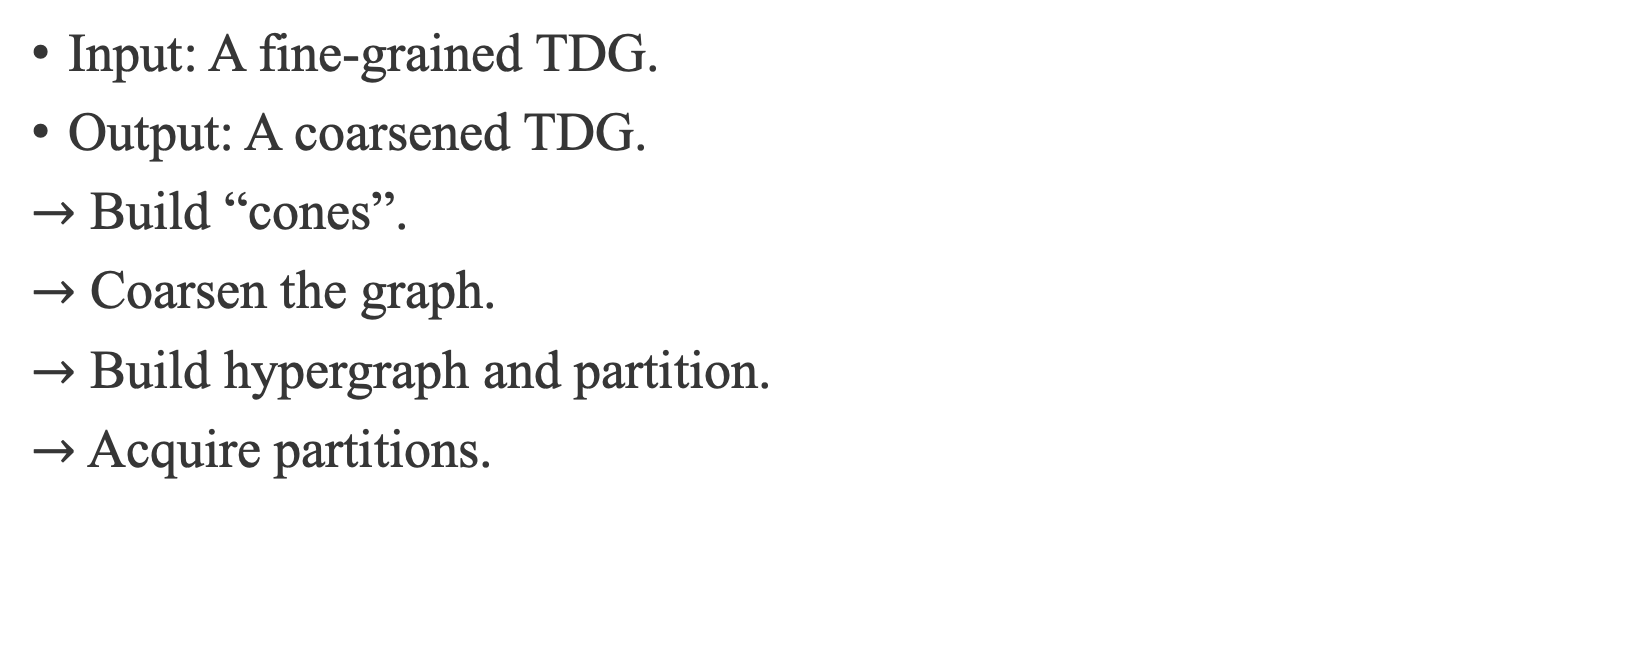 • Input: A fine-grained TDG.
• Output: A coarsened TDG.
→ Build “cones”.
→ Coarsen the graph.
→ Build hypergraph and partition.
→ Acquire partitions.